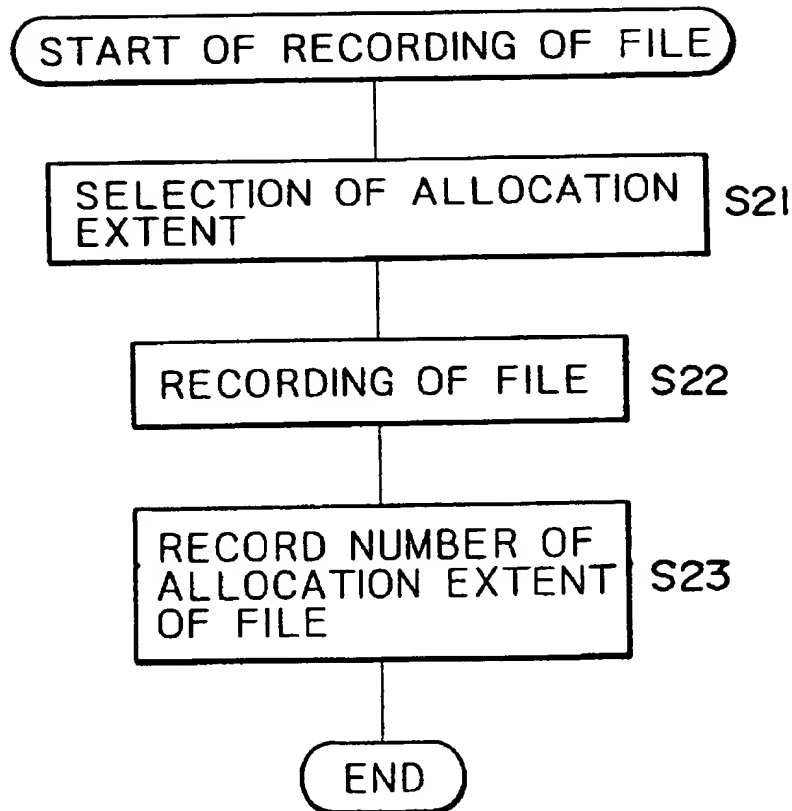 START OF RECORDING OF FILE
SELECTION OF ALLOCATION
EXTENT
S21
RECORDING OF FILE
S22
RECORD NUMBER OF
ALLOCATION EXTENT
OF FILE
S23
END